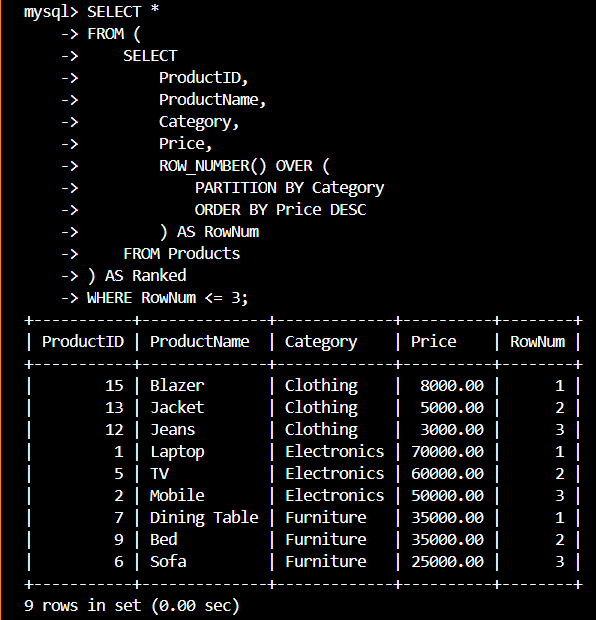 mysql> SELECT *
    -> FROM (
    ->     SELECT
    ->         ProductID,
    ->         ProductName,
    ->         Category,
    ->         Price,
    ->         ROW_NUMBER() OVER (
    ->             PARTITION BY Category
    ->             ORDER BY Price DESC
    ->         ) AS RowNum
    ->     FROM Products
    -> ) AS Ranked
    -> WHERE RowNum <= 3;
+-----------+--------------+-------------+----------+--------+
| ProductID | ProductName  | Category    | Price    | RowNum |
+-----------+--------------+-------------+----------+--------+
|        15 | Blazer       | Clothing    |  8000.00 |      1 |
|        13 | Jacket       | Clothing    |  5000.00 |      2 |
|        12 | Jeans        | Clothing    |  3000.00 |      3 |
|         1 | Laptop       | Electronics | 70000.00 |      1 |
|         5 | TV           | Electronics | 60000.00 |      2 |
|         2 | Mobile       | Electronics | 50000.00 |      3 |
|         7 | Dining Table | Furniture   | 35000.00 |      1 |
|         9 | Bed          | Furniture   | 35000.00 |      2 |
|         6 | Sofa         | Furniture   | 25000.00 |      3 |
+-----------+--------------+-------------+----------+--------+
9 rows in set (0.00 sec)